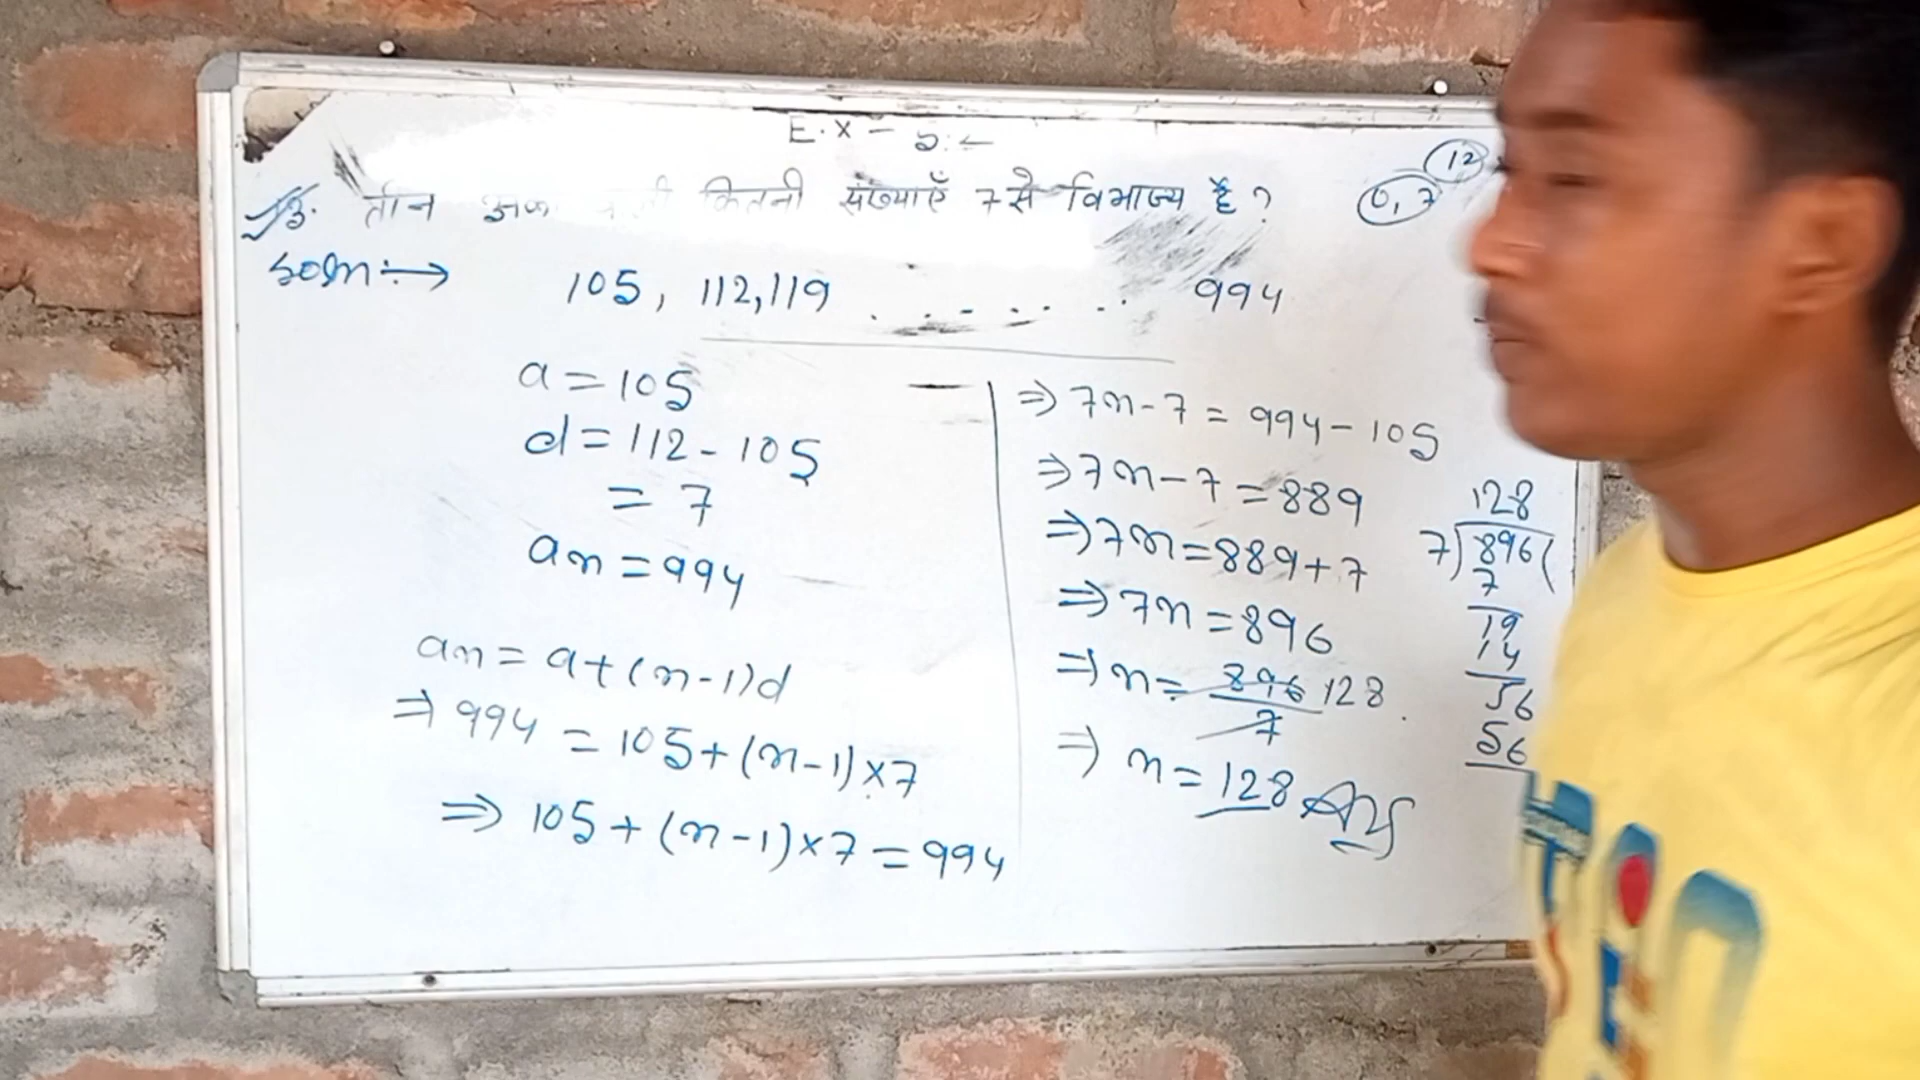 E.X - 5:-
13. तीन अंक कितनी संख्याएँ 7 से विभाज्य है ?
12
0, 7
Soln:→ 105, 112, 119 . . . . . . 994
a = 105
d = 112 - 105
= 7
an = 994
an = a + (n-1)d
⇒ 994 = 105 + (n-1) × 7
⇒ 105 + (n-1) × 7 = 994
⇒ 7n - 7 = 994 - 105
⇒ 7n - 7 = 889
⇒ 7n = 889 + 7
⇒ 7n = 896
⇒ n = 896 128
7
⇒ n = 128 Ans
128
7) 896 (
7
19
14
56
56